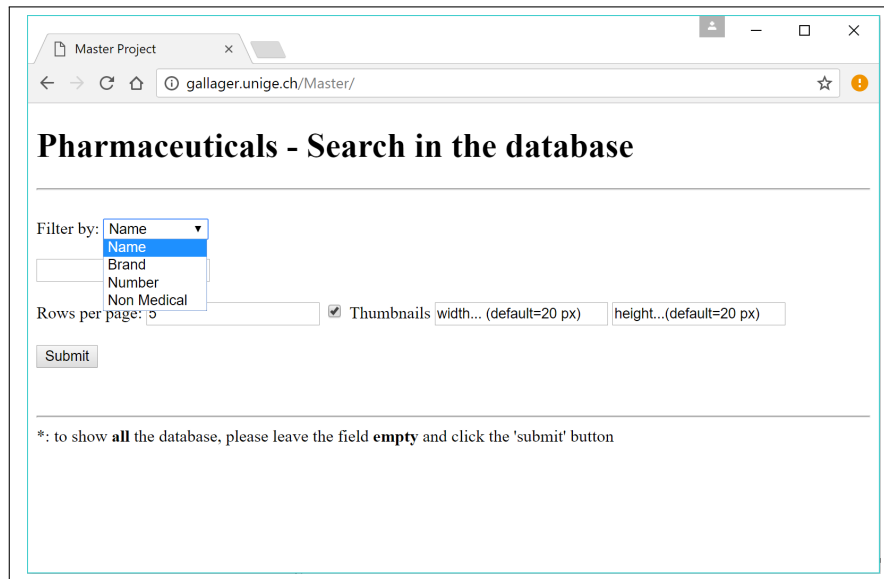 Master Project
gallager.unige.ch/Master/
Pharmaceuticals - Search in the database
Filter by: Name
Name
Brand
Number
Non Medical
Rows per page: 5 Thumbnails width... (default=20 px) height...(default=20 px)
Submit
*: to show all the database, please leave the field empty and click the 'submit' button